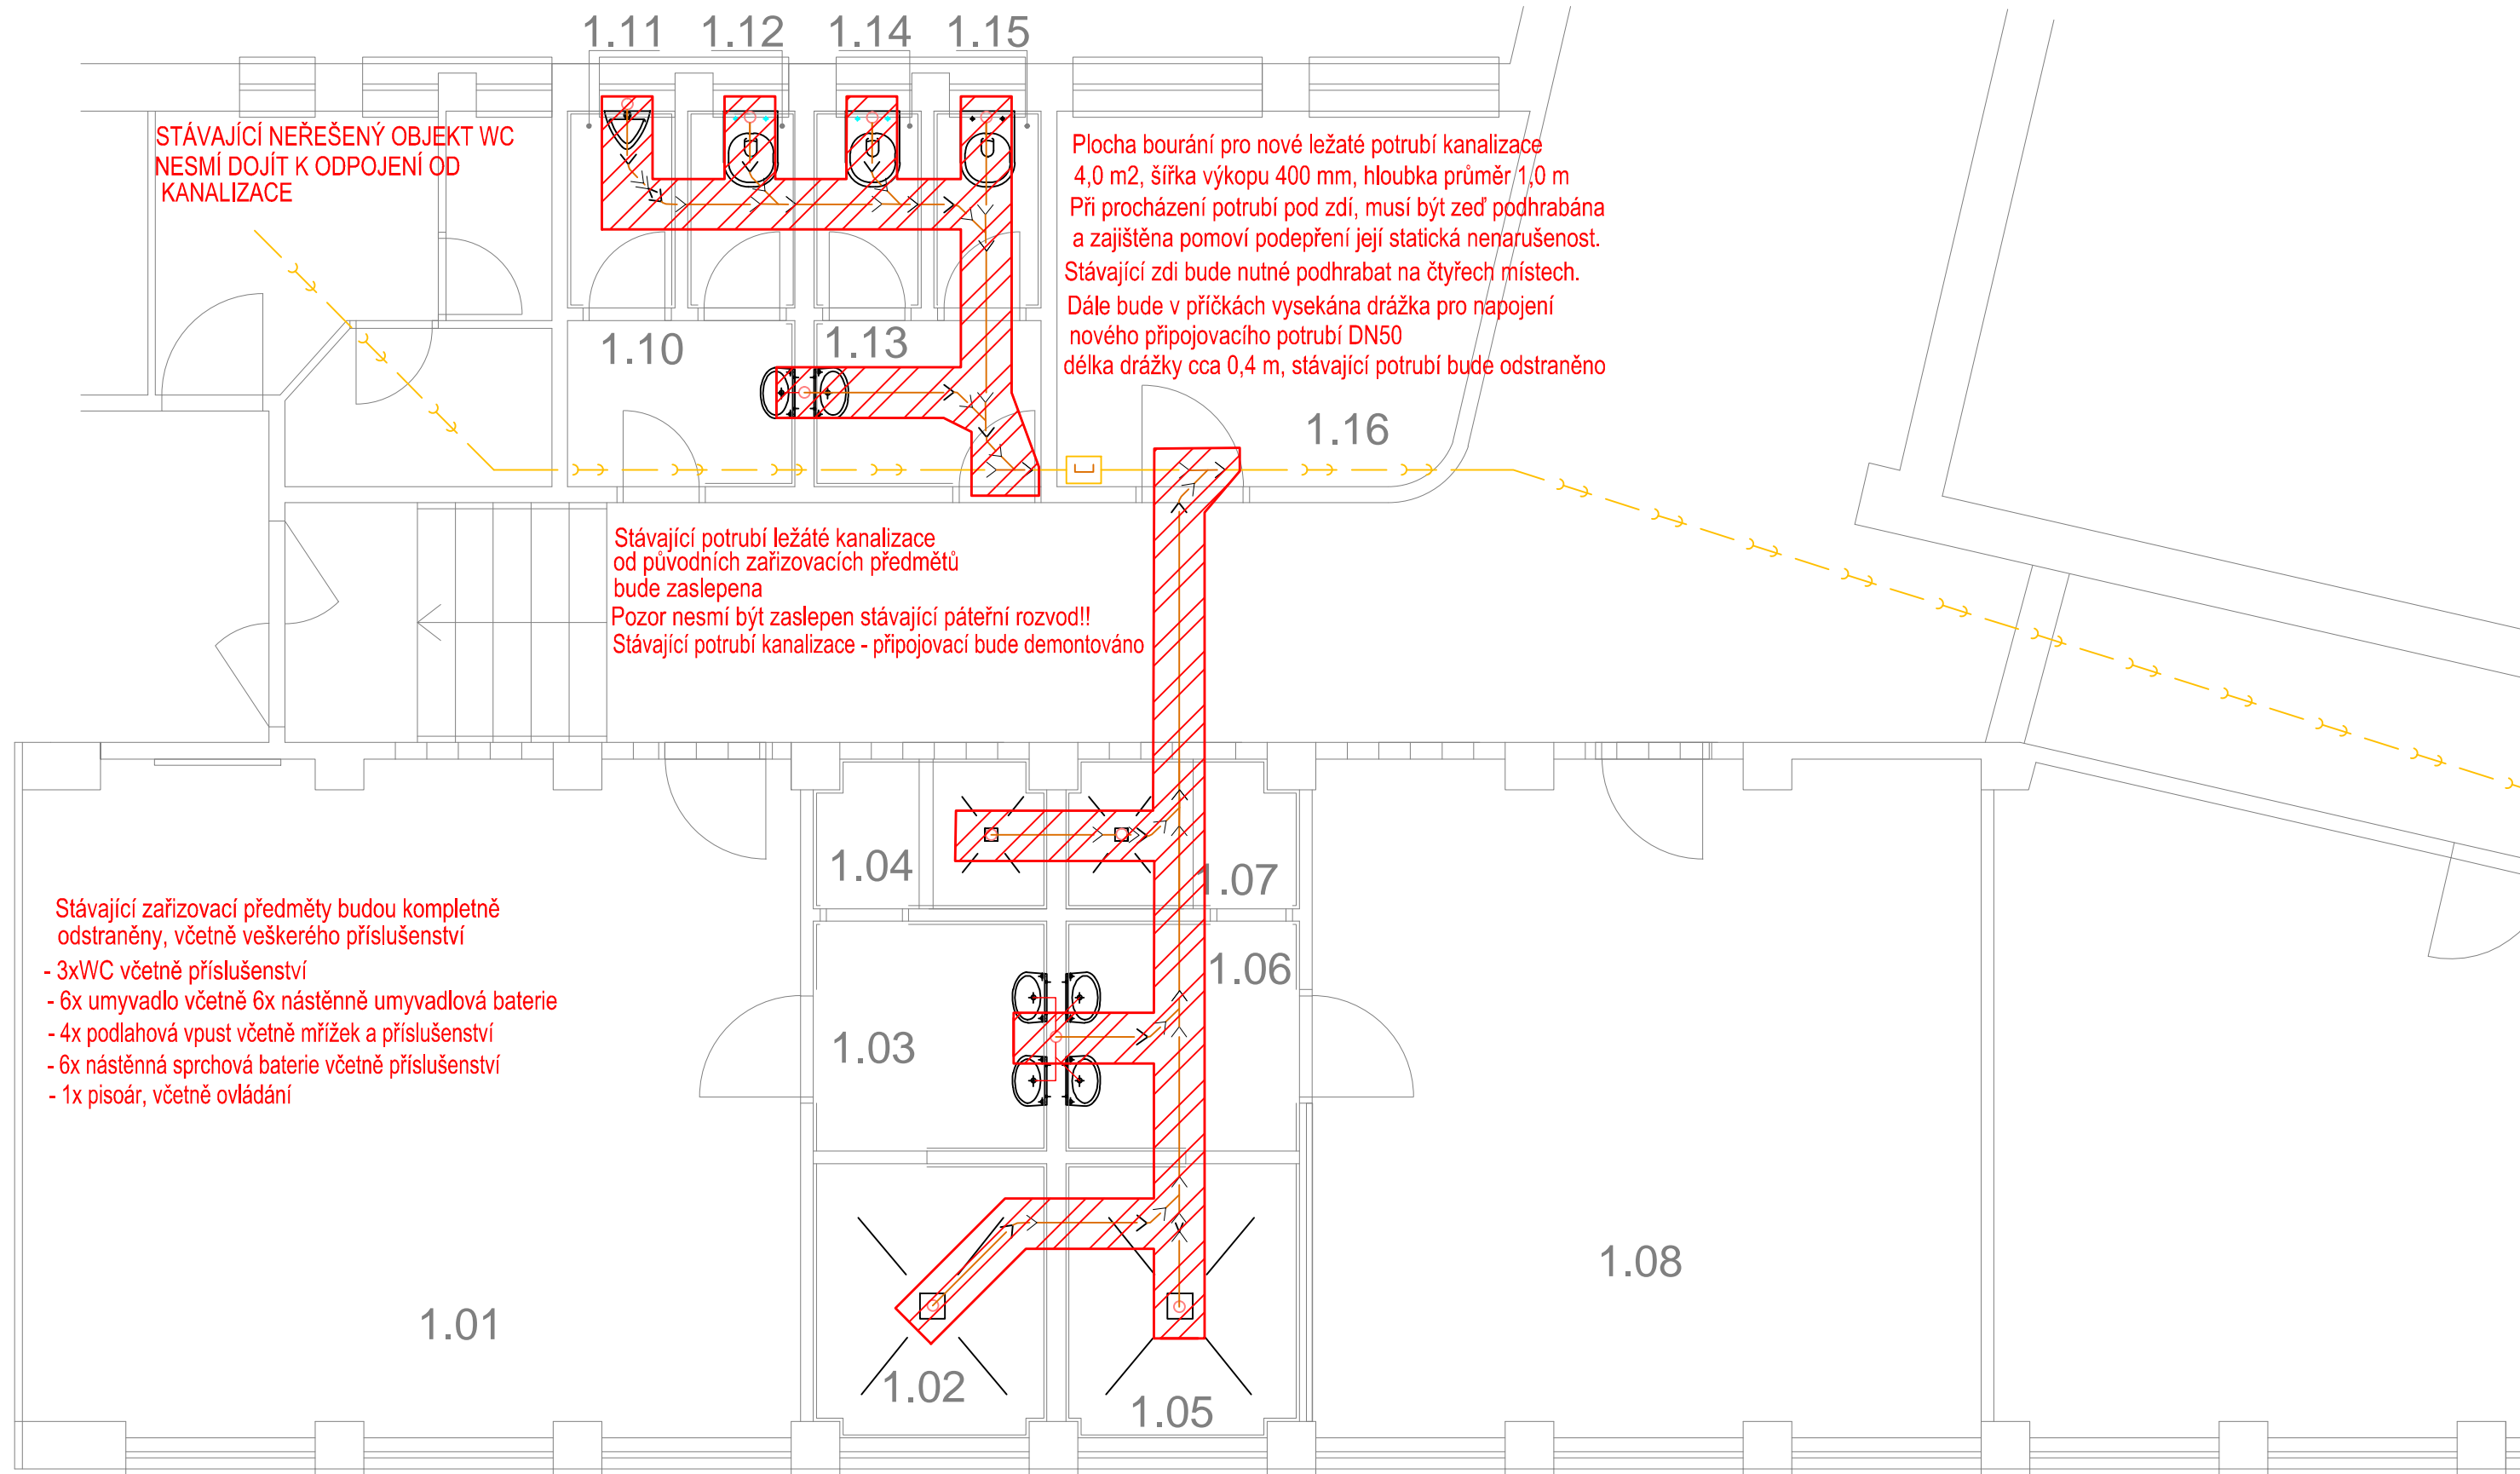 1.11 1.12 1.14 1.15
STÁVAJÍCÍ NEŘEŠENÝ OBJEKT WC
NESMÍ DOJÍT K ODPOJENÍ OD
KANALIZACE
Plocha bourání pro nové ležaté potrubí kanalizace
4,0 m2, šířka výkopu 400 mm, hloubka průměr 1,0 m
Při procházení potrubí pod zdí, musí být zeď podhrabána
a zajištěna pomoví podepření její statická nenarušenost.
Stávající zdi bude nutné podhrabat na čtyřech místech.
Dále bude v příčkách vysekána drážka pro napojení
nového připojovacího potrubí DN50
délka drážky cca 0,4 m, stávající potrubí bude odstraněno
1.10
1.13
1.16
Stávající potrubí ležáté kanalizace
od původních zařizovacích předmětů
bude zaslepena
Pozor nesmí být zaslepen stávající páteřní rozvod!!
Stávající potrubí kanalizace - připojovací bude demontováno
1.04
1.07
Stávající zařizovací předměty budou kompletně
odstraněny, včetně veškerého příslušenství
- 3xWC včetně příslušenství
- 6x umyvadlo včetně 6x nástěnně umyvadlová baterie
- 4x podlahová vpust včetně mřížek a příslušenství
- 6x nástěnná sprchová baterie včetně příslušenství
- 1x pisoár, včetně ovládání
1.06
1.03
1.08
1.01
1.02
1.05